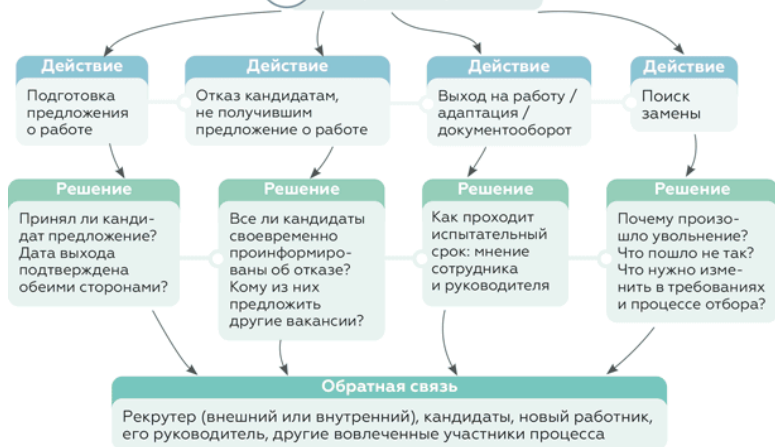 Действие
Подготовка
предложения
о работе
Действие
Отказ кандидатам,
не получившим
предложение о работе
Действие
Выход на работу /
адаптация /
документооборот
Действие
Поиск
замены
Решение
Принял ли канди-
дат предложение?
Дата выхода
подтверждена
обеими сторонами?
Решение
Все ли кандидаты
своевременно
проинформиро-
ваны об отказе?
Кому из них
предложить
другие вакансии?
Решение
Как проходит
испытательный
срок: мнение
сотрудника
и руководителя
Решение
Почему произо-
шло увольнение?
Что пошло не так?
Что нужно изме-
нить в требованиях
и процессе отбора?
Обратная связь
Рекрутер (внешний или внутренний), кандидаты, новый работник,
его руководитель, другие вовлеченные участники процесса